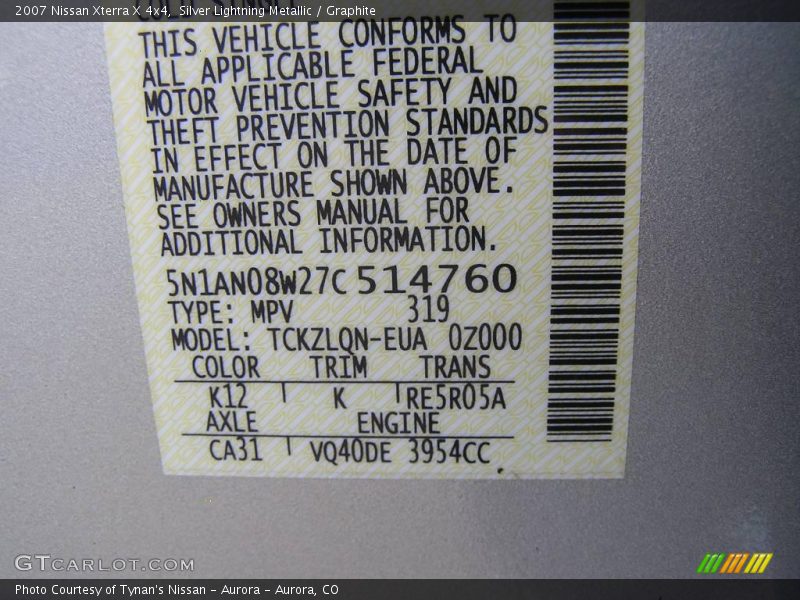 2007 Nissan Xterra X 4x4, Silver Lightning Metallic / Graphite
THIS VEHICLE CONFORMS TO
ALL APPLICABLE FEDERAL
MOTOR VEHICLE SAFETY AND
THEFT PREVENTION STANDARDS
IN EFFECT ON THE DATE OF
MANUFACTURE SHOWN ABOVE.
SEE OWNERS MANUAL FOR
ADDITIONAL INFORMATION.
5N1AN08W27C514760
TYPE: MPV 319
MODEL: TCKZLQN-EUA 0Z000
COLOR TRIM TRANS
K12 K RE5R05A
AXLE ENGINE
CA31 VQ40DE 3954CC
GTCARLOT.COM
Photo Courtesy of Tynan's Nissan - Aurora - Aurora, CO